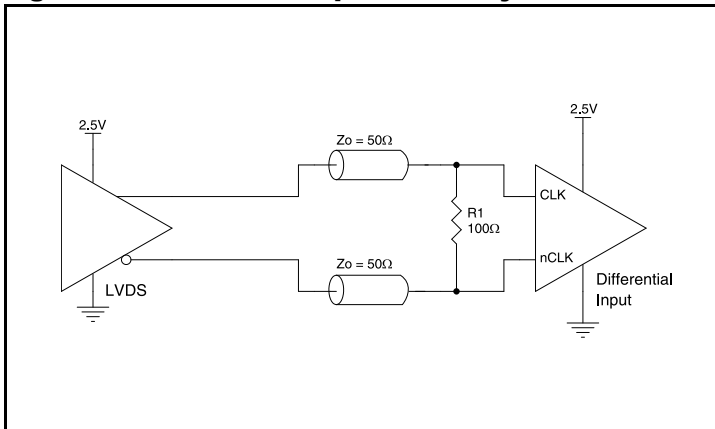 2.5V
2.5V
Zo = 50Ω
CLK
R1
100Ω
nCLK
Zo = 50Ω
LVDS
Differential
Input